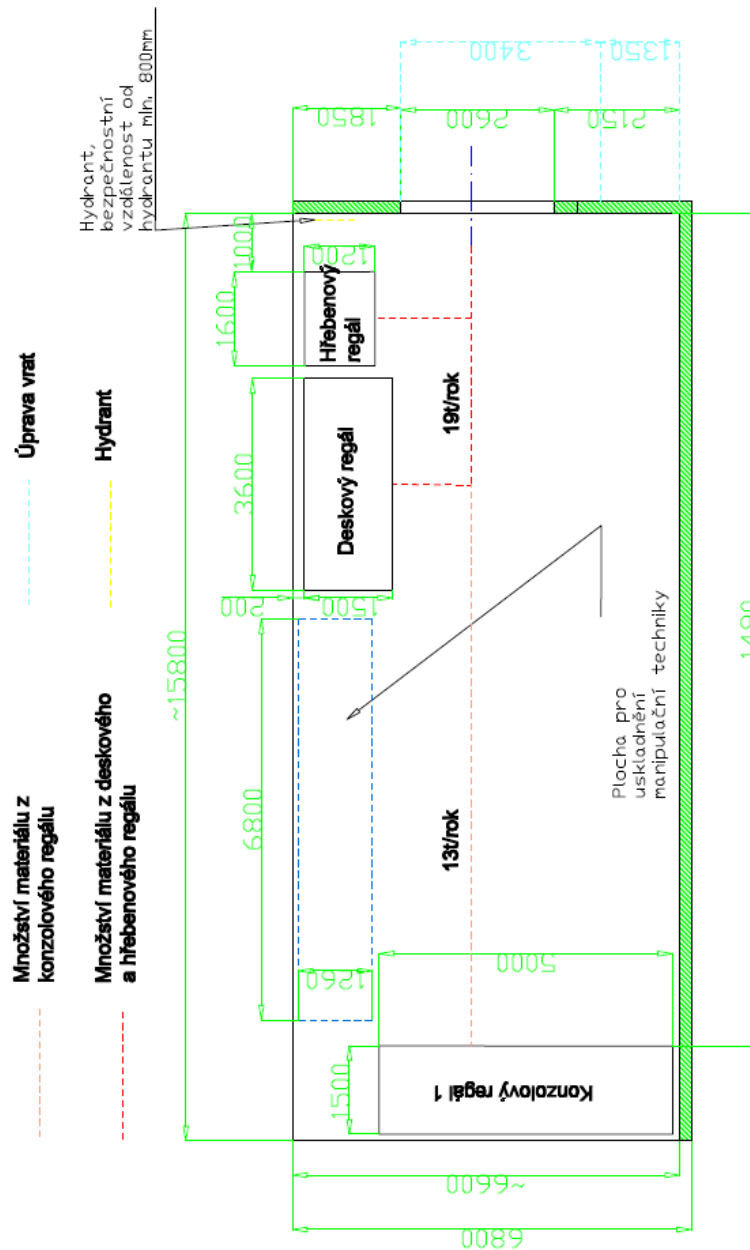 Množství materiálu z
konzolového regálu
Úprava vrat
Množství materiálu z deskového
a hřebenového regálu
Hydrant
Hydrant,
bezpečnostní
vzdálenost od
hydrantu min. 800mm
~15800
6800
3600
1600
1000
1260
200
1500
1200
1850
2600
2150
3400
1350
Deskový regál
Hřebenový
regál
13t/rok
19t/rok
1500
5000
Konzolový regál 1
Plocha pro
uskladnění
manipulační techniky
~6600
6800
1490